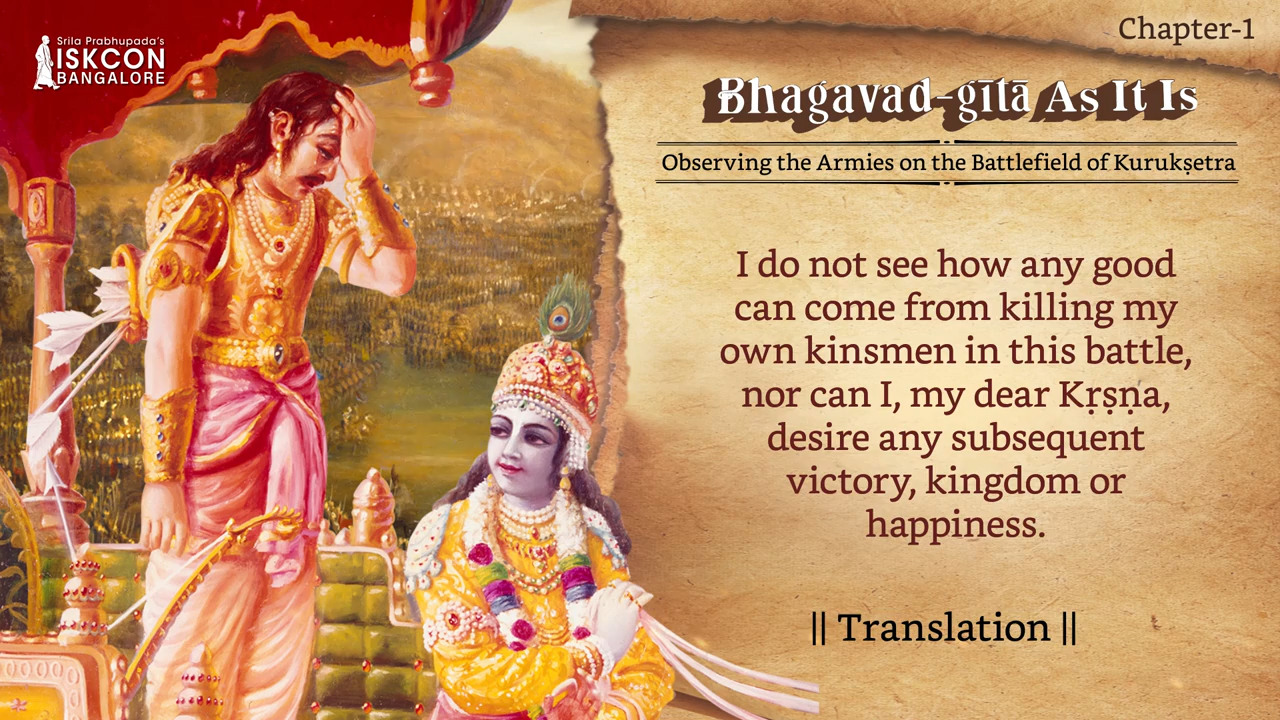 Srila Prabhupada's
ISKCON
BANGALORE
Chapter-1
Bhagavad-gītā As It Is
Observing the Armies on the Battlefield of Kurukṣetra
I do not see how any good
can come from killing my
own kinsmen in this battle,
nor can I, my dear Kṛṣṇa,
desire any subsequent
victory, kingdom or
happiness.
|| Translation ||